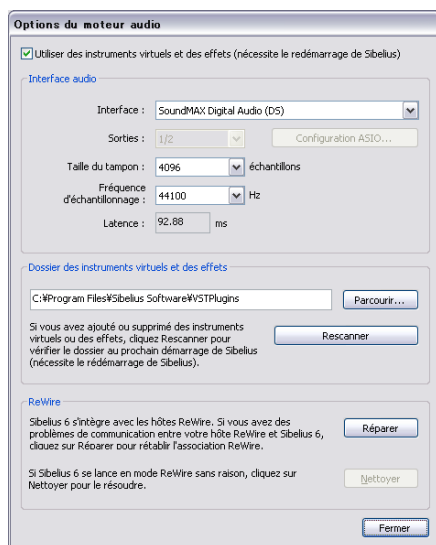 Options du moteur audio
Utiliser des instruments virtuels et des effets (nécessite le redémarrage de Sibelius)
Interface audio
Interface : SoundMAX Digital Audio (DS)
Sorties : 1/2 Configuration ASIO...
Taille du tampon : 4096 échantillons
Fréquence
d'échantillonnage : 44100 Hz
Latence : 92.88 ms
Dossier des instruments virtuels et des effets
C:¥Program Files¥Sibelius Software¥VSTPlugins Parcourir...
Si vous avez ajouté ou supprimé des instruments
virtuels ou des effets, cliquez Rescanner pour
vérifier le dossier au prochain démarrage de Sibelius
(nécessite le rédémarrage de Sibelius).
Rescanner
ReWire
Sibelius 6 s'intègre avec les hôtes ReWire. Si vous avez des
problèmes de communication entre votre hôte ReWire et Sibelius 6,
cliquez sur Réparer pour rétablir l'association ReWire.
Réparer
Si Sibelius 6 se lance en mode ReWire sans raison, cliquez sur
Nettoyer pour le résoudre.
Nettoyer
Fermer